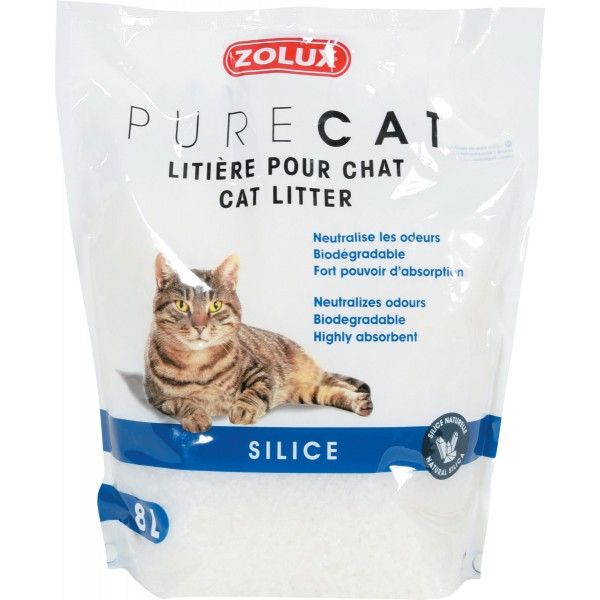 ZOLUX
PURECAT
LITIÈRE POUR CHAT
CAT LITTER
Neutralise les odeurs
Biodégradable
Fort pouvoir d'absorption
Neutralizes odours
Biodegradable
Highly absorbent
SILICE NATURELLE
NATURAL SILICA
SILICE
8L